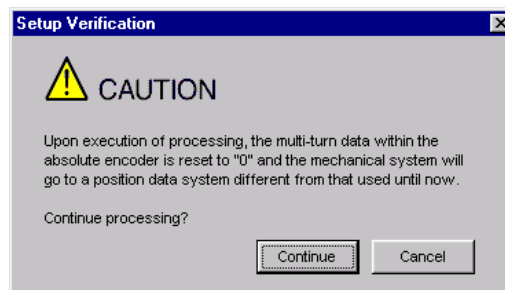 Setup Verification
CAUTION
Upon execution of processing, the multi-turn data within the
absolute encoder is reset to "0" and the mechanical system will
go to a position data system different from that used until now.
Continue processing?
Continue
Cancel